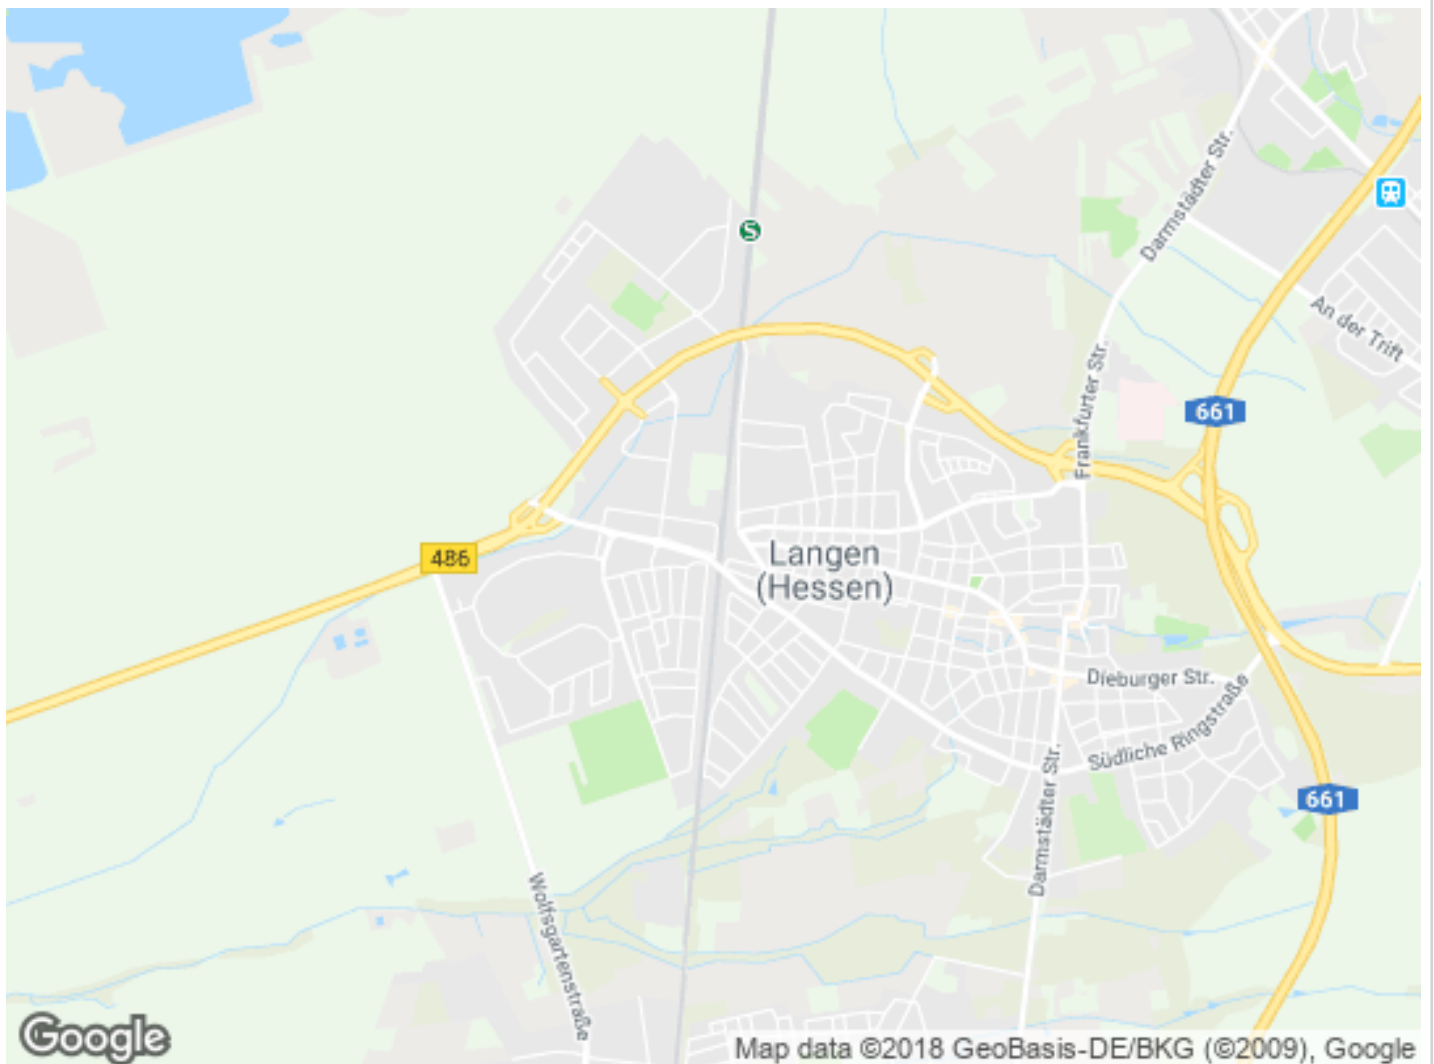 S
Darmstädter Str.
An der Trift
Frankfurter Str.
661
486
Langen
(Hessen)
Dieburger Str.
Südliche Ringstraße
Darmstädter Str.
661
Wolfsgartenstraße
Google
Map data ©2018 GeoBasis-DE/BKG (©2009), Google